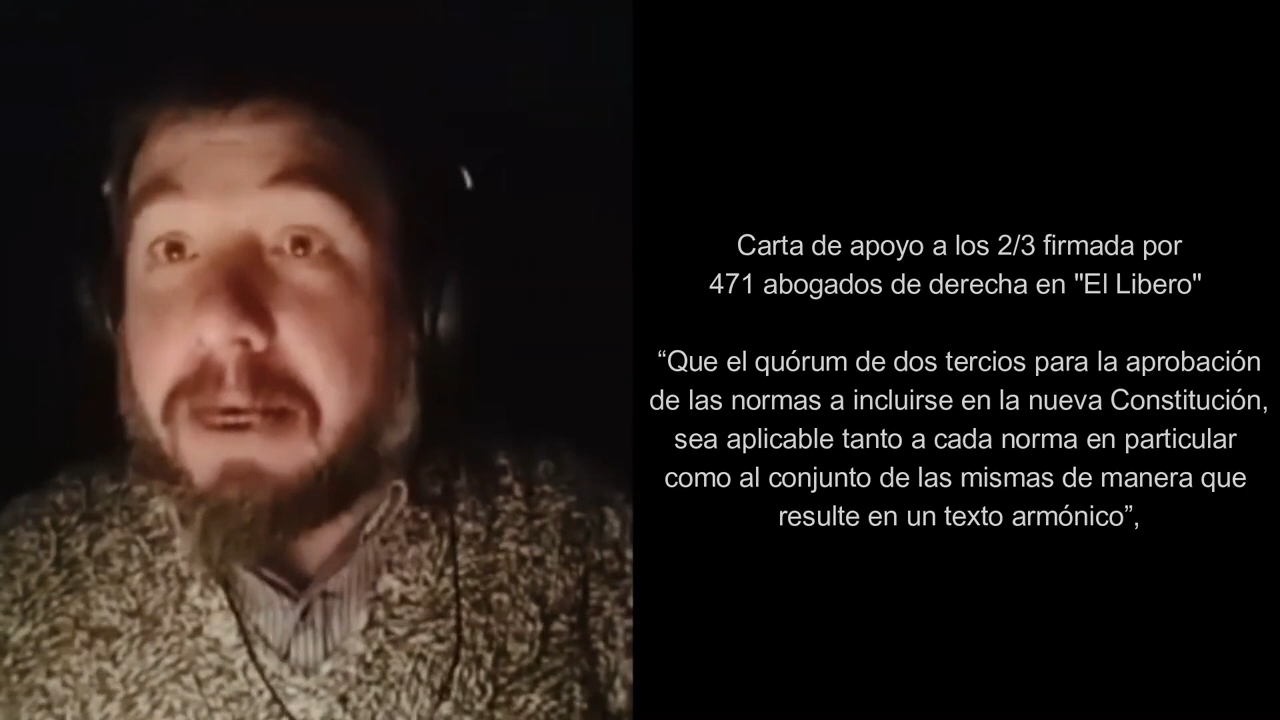 Carta de apoyo a los 2/3 firmada por
471 abogados de derecha en "El Libero"
“Que el quórum de dos tercios para la aprobación
de las normas a incluirse en la nueva Constitución,
sea aplicable tanto a cada norma en particular
como al conjunto de las mismas de manera que
resulte en un texto armónico”,